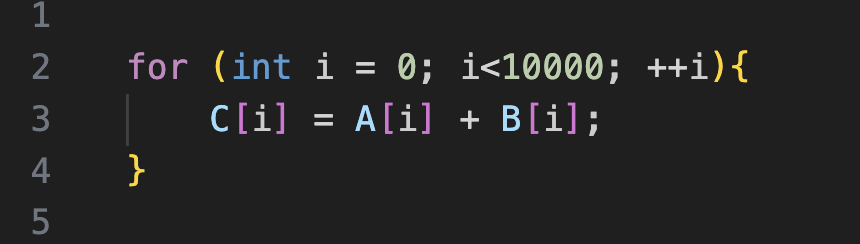 1
2 for (int i = 0; i<10000; ++i){
3     C[i] = A[i] + B[i];
4 }
5